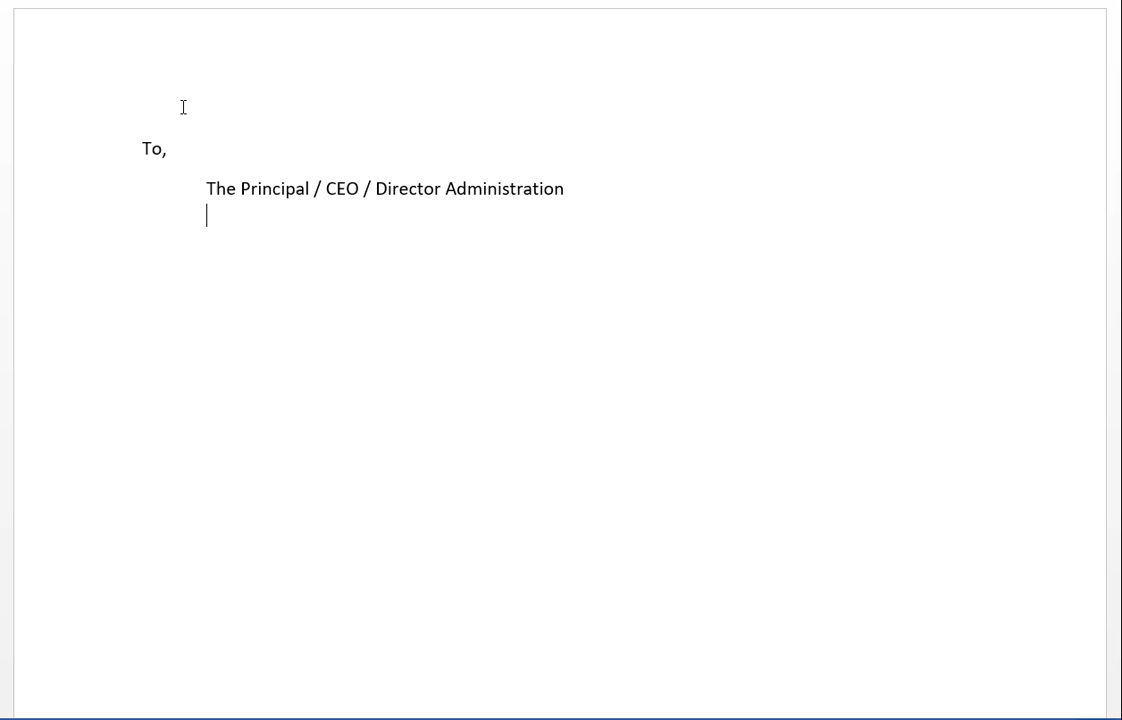 To,
The Principal / CEO / Director Administration